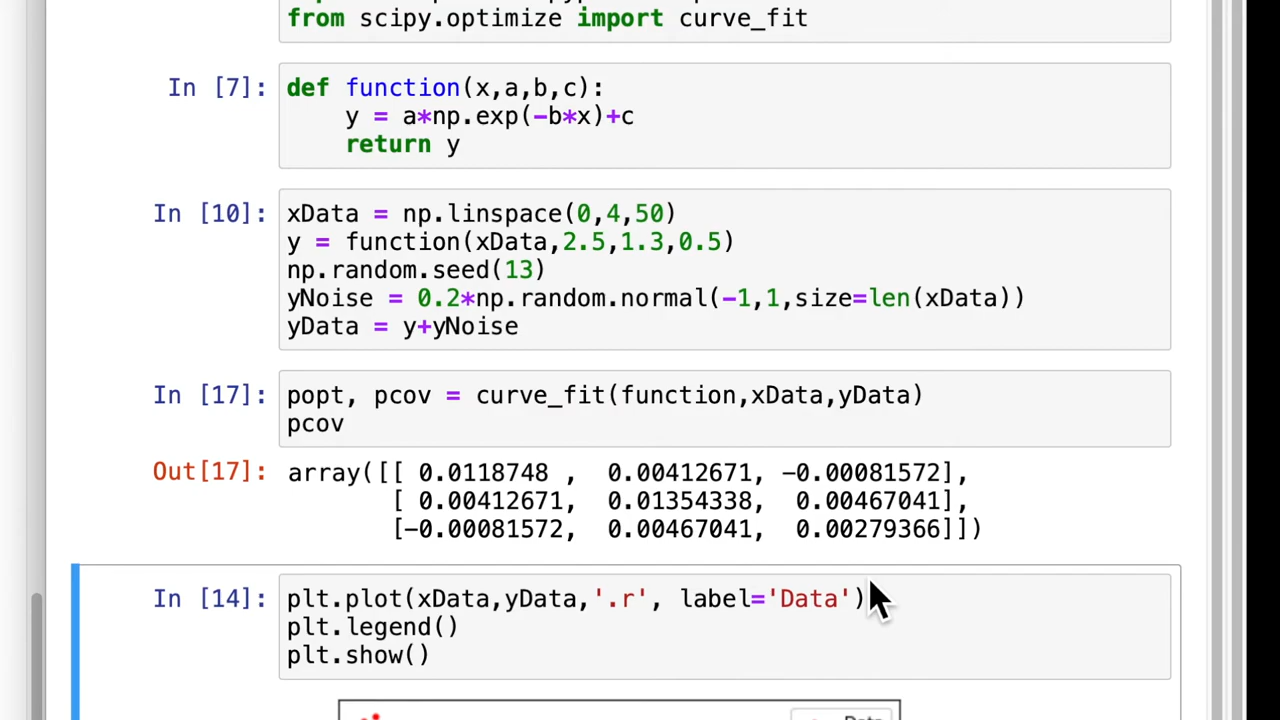 from scipy.optimize import curve_fit
In [7]:
def function(x,a,b,c):
    y = a*np.exp(-b*x)+c
    return y
In [10]:
xData = np.linspace(0,4,50)
y = function(xData,2.5,1.3,0.5)
np.random.seed(13)
yNoise = 0.2*np.random.normal(-1,1,size=len(xData))
yData = y+yNoise
In [17]:
popt, pcov = curve_fit(function,xData,yData)
pcov
Out[17]:
array([[ 0.0118748 ,  0.00412671, -0.00081572],
       [ 0.00412671,  0.01354338,  0.00467041],
       [-0.00081572,  0.00467041,  0.00279366]])
In [14]:
plt.plot(xData,yData,'.r', label='Data')
plt.legend()
plt.show()
Data